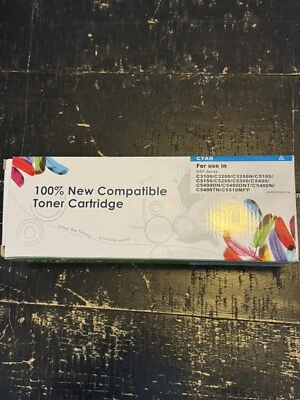 CYAN
For use in
OKI Series
C3100/C3200/C3200N/C5100/
C5150/C5200/C5300/C5400/
C5400DN/C5400DNT/C5400N/
C5400TN/C5510MFP
100% New Compatible
Toner Cartridge